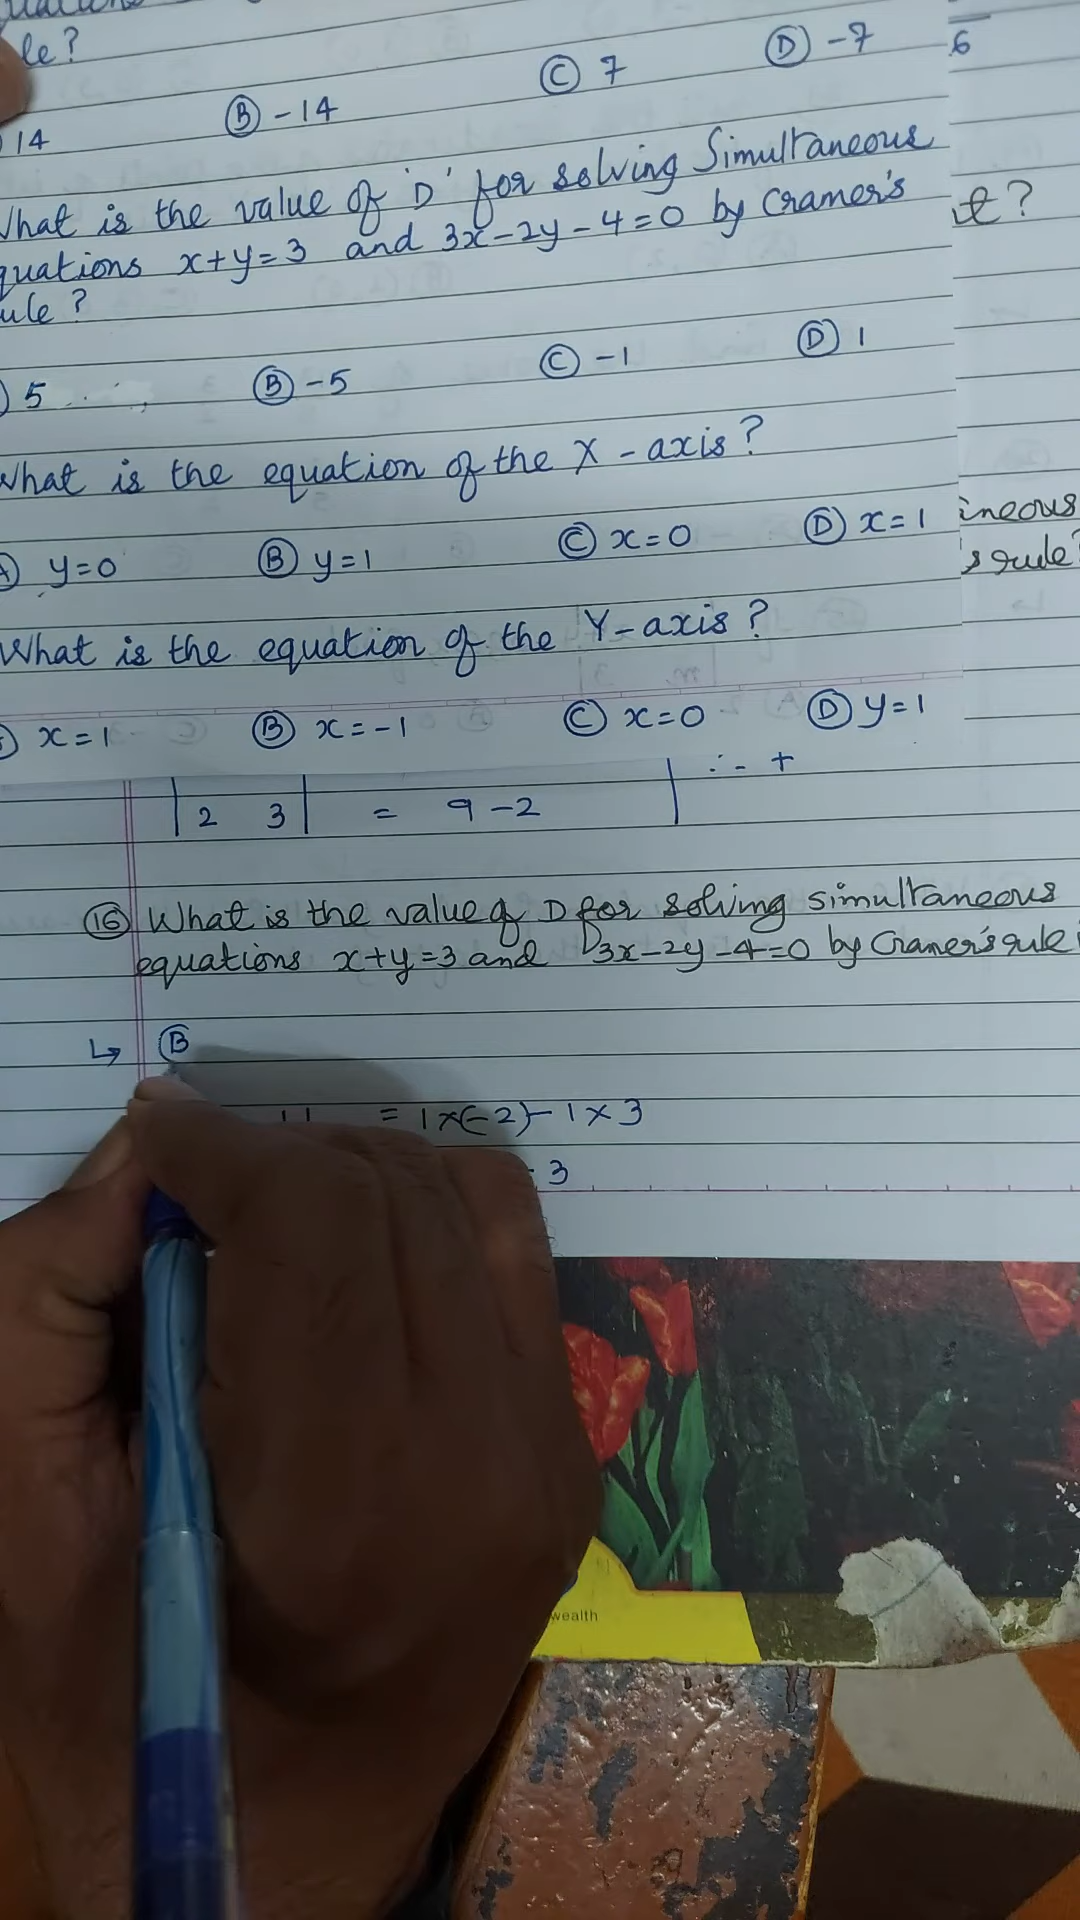 le?
14 Ⓑ -14 Ⓒ 7 Ⓓ -7
6
What is the value of 'D' for solving Simultaneous
quations x+y=3 and 3x-2y-4=0 by Cramer's
ule ?
t?
5 Ⓑ -5 Ⓒ -1 Ⓓ 1
What is the equation of the X-axis?
y=0 Ⓑ y=1 Ⓒ x=0 Ⓓ x=1
ineous
's rule?
What is the equation of the Y-axis?
x=1 Ⓑ x=-1 Ⓒ x=0 Ⓓ y=1
| 2 3 | = 9-2 | ∴ +
⑯ What is the value of D for solving simultaneous
equations x+y=3 and 3x-2y-4=0 by Cramer's rule
↳ Ⓑ
= 1×(-2)-1×3
3
wealth